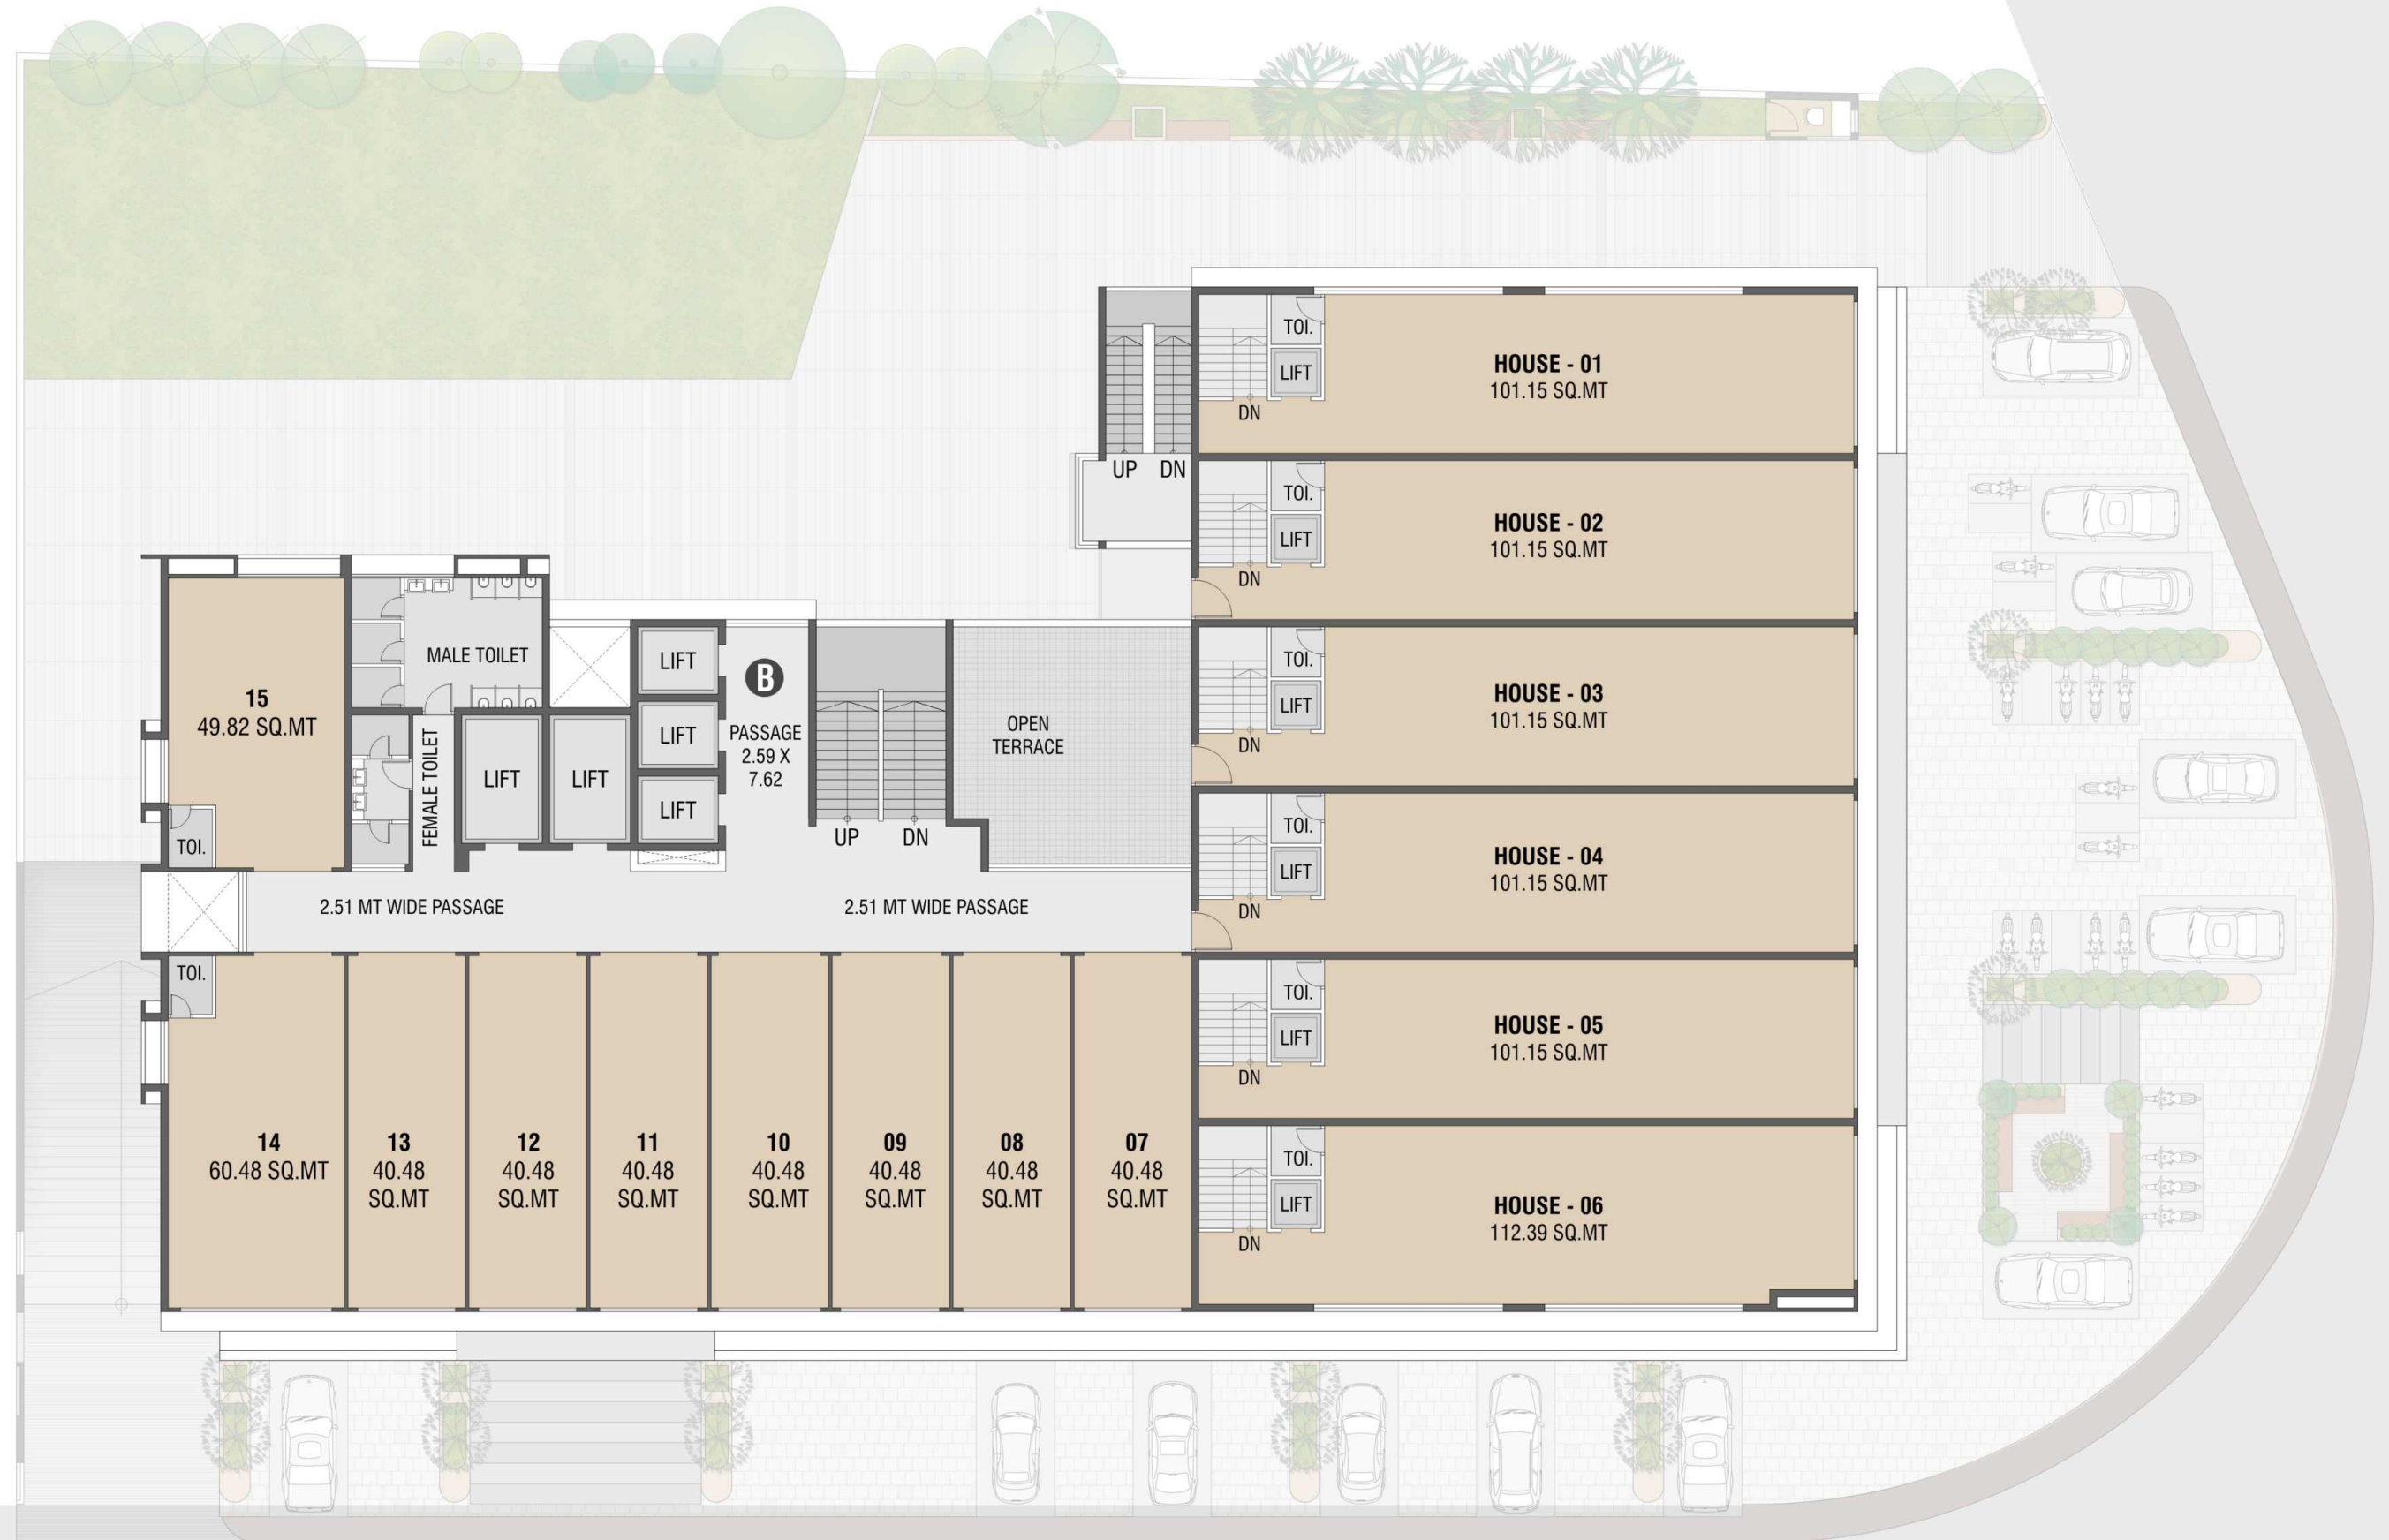 TOI.
LIFT
DN
HOUSE - 01
101.15 SQ.MT
UP
DN
TOI.
LIFT
DN
HOUSE - 02
101.15 SQ.MT
TOI.
LIFT
DN
HOUSE - 03
101.15 SQ.MT
TOI.
LIFT
DN
HOUSE - 04
101.15 SQ.MT
TOI.
LIFT
DN
HOUSE - 05
101.15 SQ.MT
TOI.
LIFT
DN
HOUSE - 06
112.39 SQ.MT
15
49.82 SQ.MT
TOI.
MALE TOILET
FEMALE TOILET
LIFT
LIFT
LIFT
LIFT
LIFT
B
PASSAGE
2.59 X
7.62
UP
DN
OPEN
TERRACE
2.51 MT WIDE PASSAGE
2.51 MT WIDE PASSAGE
TOI.
14
60.48 SQ.MT
13
40.48
SQ.MT
12
40.48
SQ.MT
11
40.48
SQ.MT
10
40.48
SQ.MT
09
40.48
SQ.MT
08
40.48
SQ.MT
07
40.48
SQ.MT